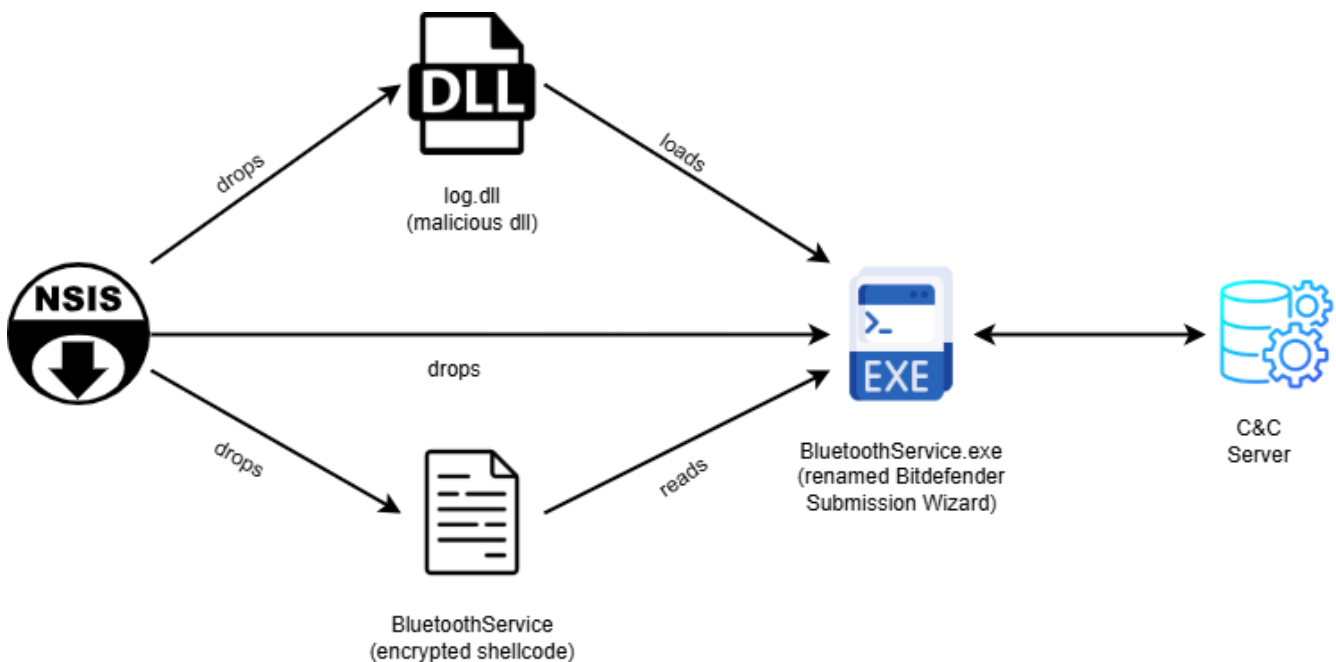 DLL
drops
loads
log.dll
(malicious dll)
NSIS
>_
EXE
drops
drops
reads
BluetoothService.exe
(renamed Bitdefender
Submission Wizard)
C&C
Server
BluetoothService
(encrypted shellcode)